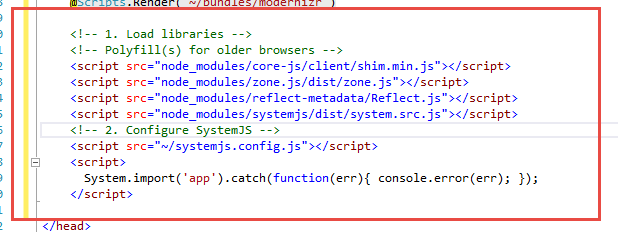 @Scripts.Render("~/bundles/modernizr")
<!-- 1. Load libraries -->
<!-- Polyfill(s) for older browsers -->
<script src="node_modules/core-js/client/shim.min.js"></script>
<script src="node_modules/zone.js/dist/zone.js"></script>
<script src="node_modules/reflect-metadata/Reflect.js"></script>
<script src="node_modules/systemjs/dist/system.src.js"></script>
<!-- 2. Configure SystemJS -->
<script src="~/systemjs.config.js"></script>
<script>
System.import('app').catch(function(err){ console.error(err); });
</script>
</head>